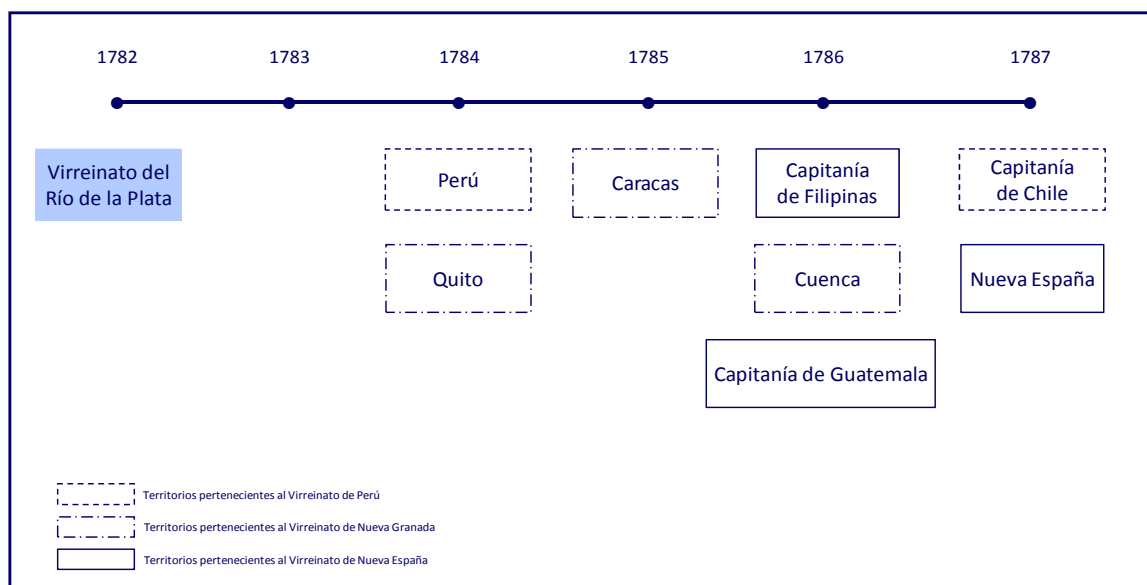 1782 1783 1784 1785 1786 1787
Virreinato del
Río de la Plata
Perú
Caracas
Capitanía
de Filipinas
Capitanía
de Chile
Quito
Cuenca
Nueva España
Capitanía de Guatemala
Territorios pertenecientes al Virreinato de Perú
Territorios pertenecientes al Virreinato de Nueva Granada
Territorios pertenecientes al Virreinato de Nueva España